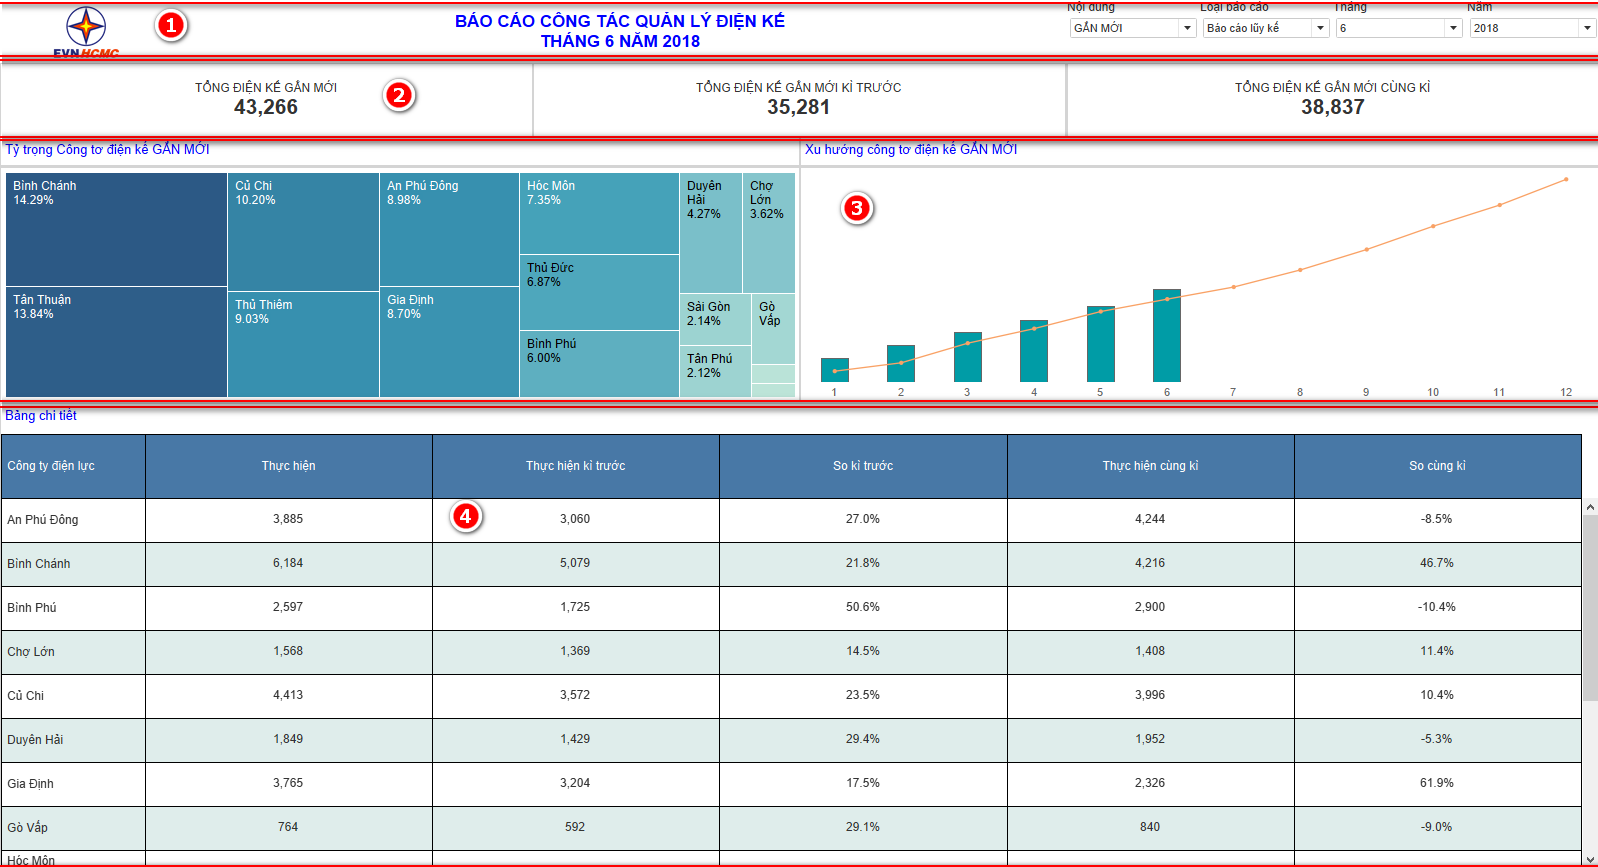 EVNHCMC
1
BÁO CÁO CÔNG TÁC QUẢN LÝ ĐIỆN KẾ
THÁNG 6 NĂM 2018
Nội dung Loại báo cáo Tháng Năm
GẮN MỚI Báo cáo lũy kế 6 2018
TỔNG ĐIỆN KẾ GẮN MỚI
43,266
2
TỔNG ĐIỆN KẾ GẮN MỚI KÌ TRƯỚC
35,281
TỔNG ĐIỆN KẾ GẮN MỚI CÙNG KÌ
38,837
Tỷ trọng Công tơ điện kế GẮN MỚI
Bình Chánh
14.29%
Tân Thuận
13.84%
Củ Chi
10.20%
Thủ Thiêm
9.03%
An Phú Đông
8.98%
Gia Định
8.70%
Hóc Môn
7.35%
Thủ Đức
6.87%
Bình Phú
6.00%
Duyên
Hải
4.27%
Chợ
Lớn
3.62%
Sài Gòn
2.14%
Tân Phú
2.12%
Gò
Vấp
Xu hướng công tơ điện kế GẮN MỚI
3
1 2 3 4 5 6 7 8 9 10 11 12
Bảng chi tiết
Công ty điện lực Thực hiện Thực hiện kì trước So kì trước Thực hiện cùng kì So cùng kì
4
An Phú Đông 3,885 3,060 27.0% 4,244 -8.5%
Bình Chánh 6,184 5,079 21.8% 4,216 46.7%
Bình Phú 2,597 1,725 50.6% 2,900 -10.4%
Chợ Lớn 1,568 1,369 14.5% 1,408 11.4%
Củ Chi 4,413 3,572 23.5% 3,996 10.4%
Duyên Hải 1,849 1,429 29.4% 1,952 -5.3%
Gia Định 3,765 3,204 17.5% 2,326 61.9%
Gò Vấp 764 592 29.1% 840 -9.0%
Hóc Môn